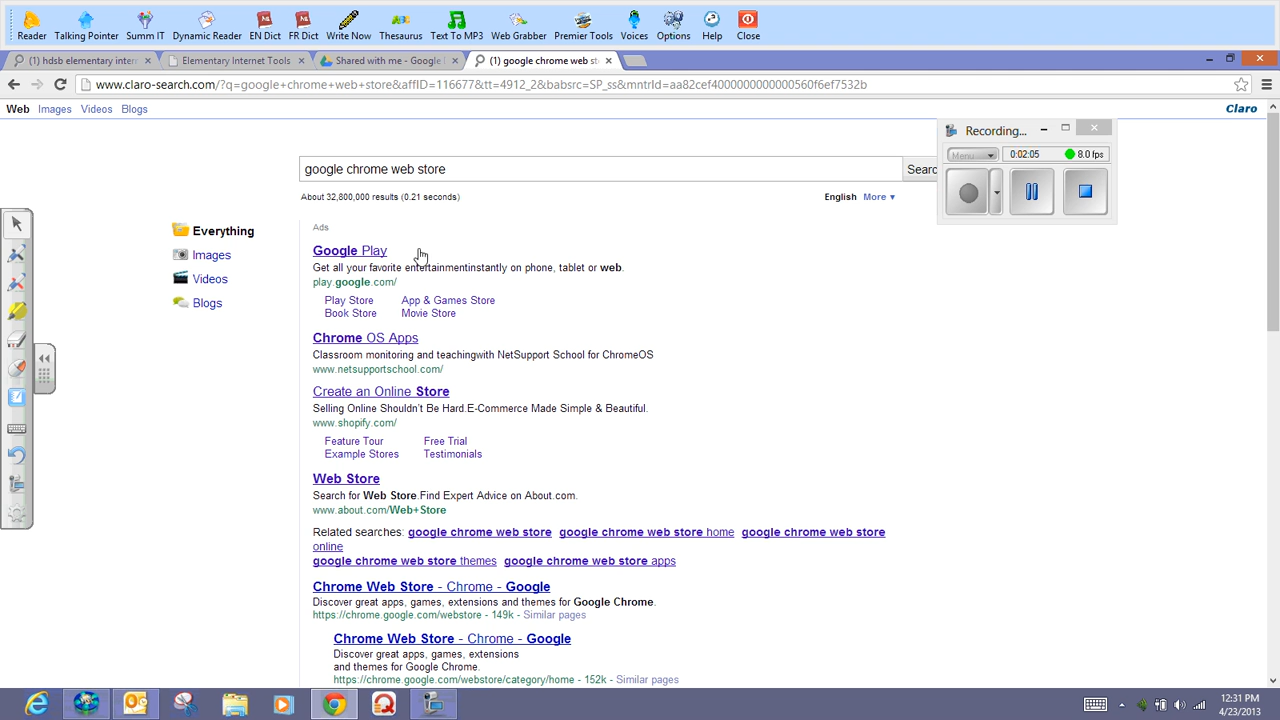 Reader Talking Pointer Summ IT Dynamic Reader EN Dict FR Dict Write Now Thesaurus Text To MP3 Web Grabber Premier Tools Voices Options Help Close
(1) hdsb elementary inter Elementary Internet Tools Shared with me - Google (1) google chrome web st
www.claro-search.com/?q=google+chrome+web+store&affID=116677&tt=4912_2&babsrc=SP_ss&mntrId=aa82cef4000000000000560f6ef7532b
Web Images Videos Blogs Claro
Recording...
Menu 0:02:05 8.0 fps
google chrome web store Searc
About 32,800,000 results (0.21 seconds) English More ▾
Everything
Images
Videos
Blogs
Ads
Google Play
Get all your favorite entertainmentinstantly on phone, tablet or web.
play.google.com/
Play Store App & Games Store
Book Store Movie Store
Chrome OS Apps
Classroom monitoring and teachingwith NetSupport School for ChromeOS
www.netsupportschool.com/
Create an Online Store
Selling Online Shouldn't Be Hard.E-Commerce Made Simple & Beautiful.
www.shopify.com/
Feature Tour Free Trial
Example Stores Testimonials
Web Store
Search for Web Store.Find Expert Advice on About.com.
www.about.com/Web+Store
Related searches: google chrome web store google chrome web store home google chrome web store
online
google chrome web store themes google chrome web store apps
Chrome Web Store - Chrome - Google
Discover great apps, games, extensions and themes for Google Chrome.
https://chrome.google.com/webstore - 149k - Similar pages
Chrome Web Store - Chrome - Google
Discover great apps, games, extensions
and themes for Google Chrome.
https://chrome.google.com/webstore/category/home - 152k - Similar pages
12:31 PM
4/23/2013